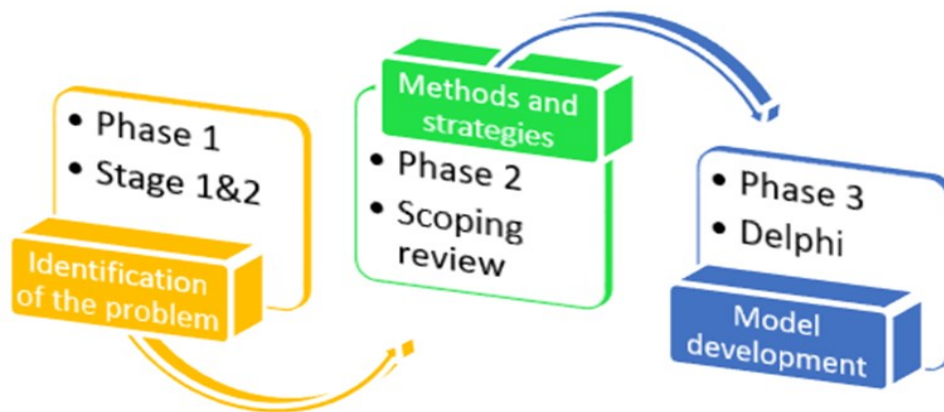 • Phase 1
• Stage 1&2
Identification
of the problem
Methods and
strategies
• Phase 2
• Scoping
review
• Phase 3
• Delphi
Model
development